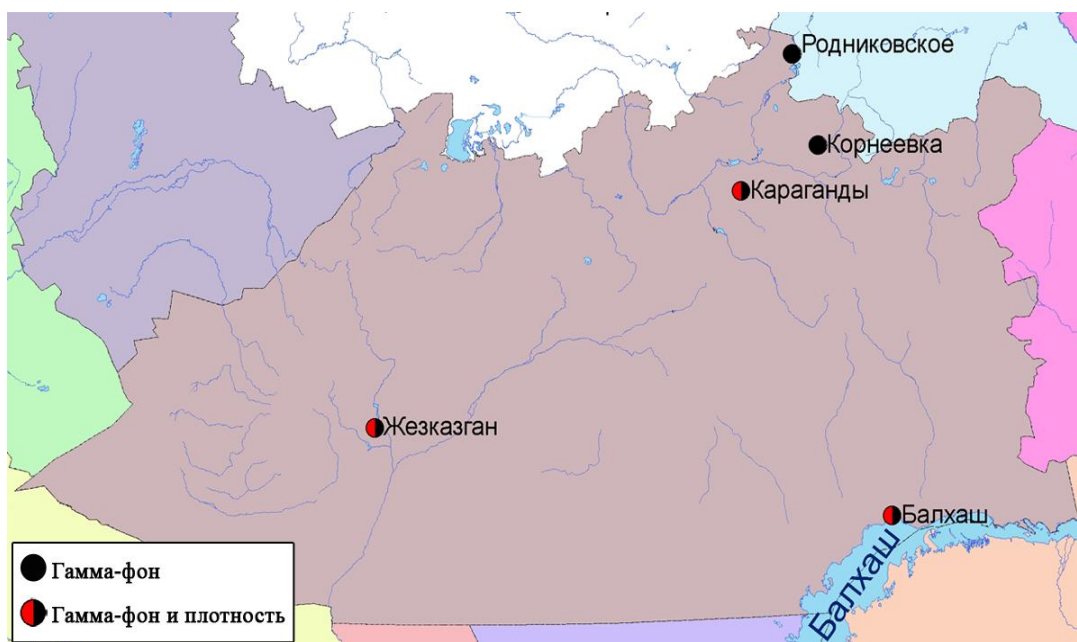 Родниковское
Корнеевка
Караганды
Жезказган
Балхаш
Балхаш
Гамма-фон
Гамма-фон и плотность